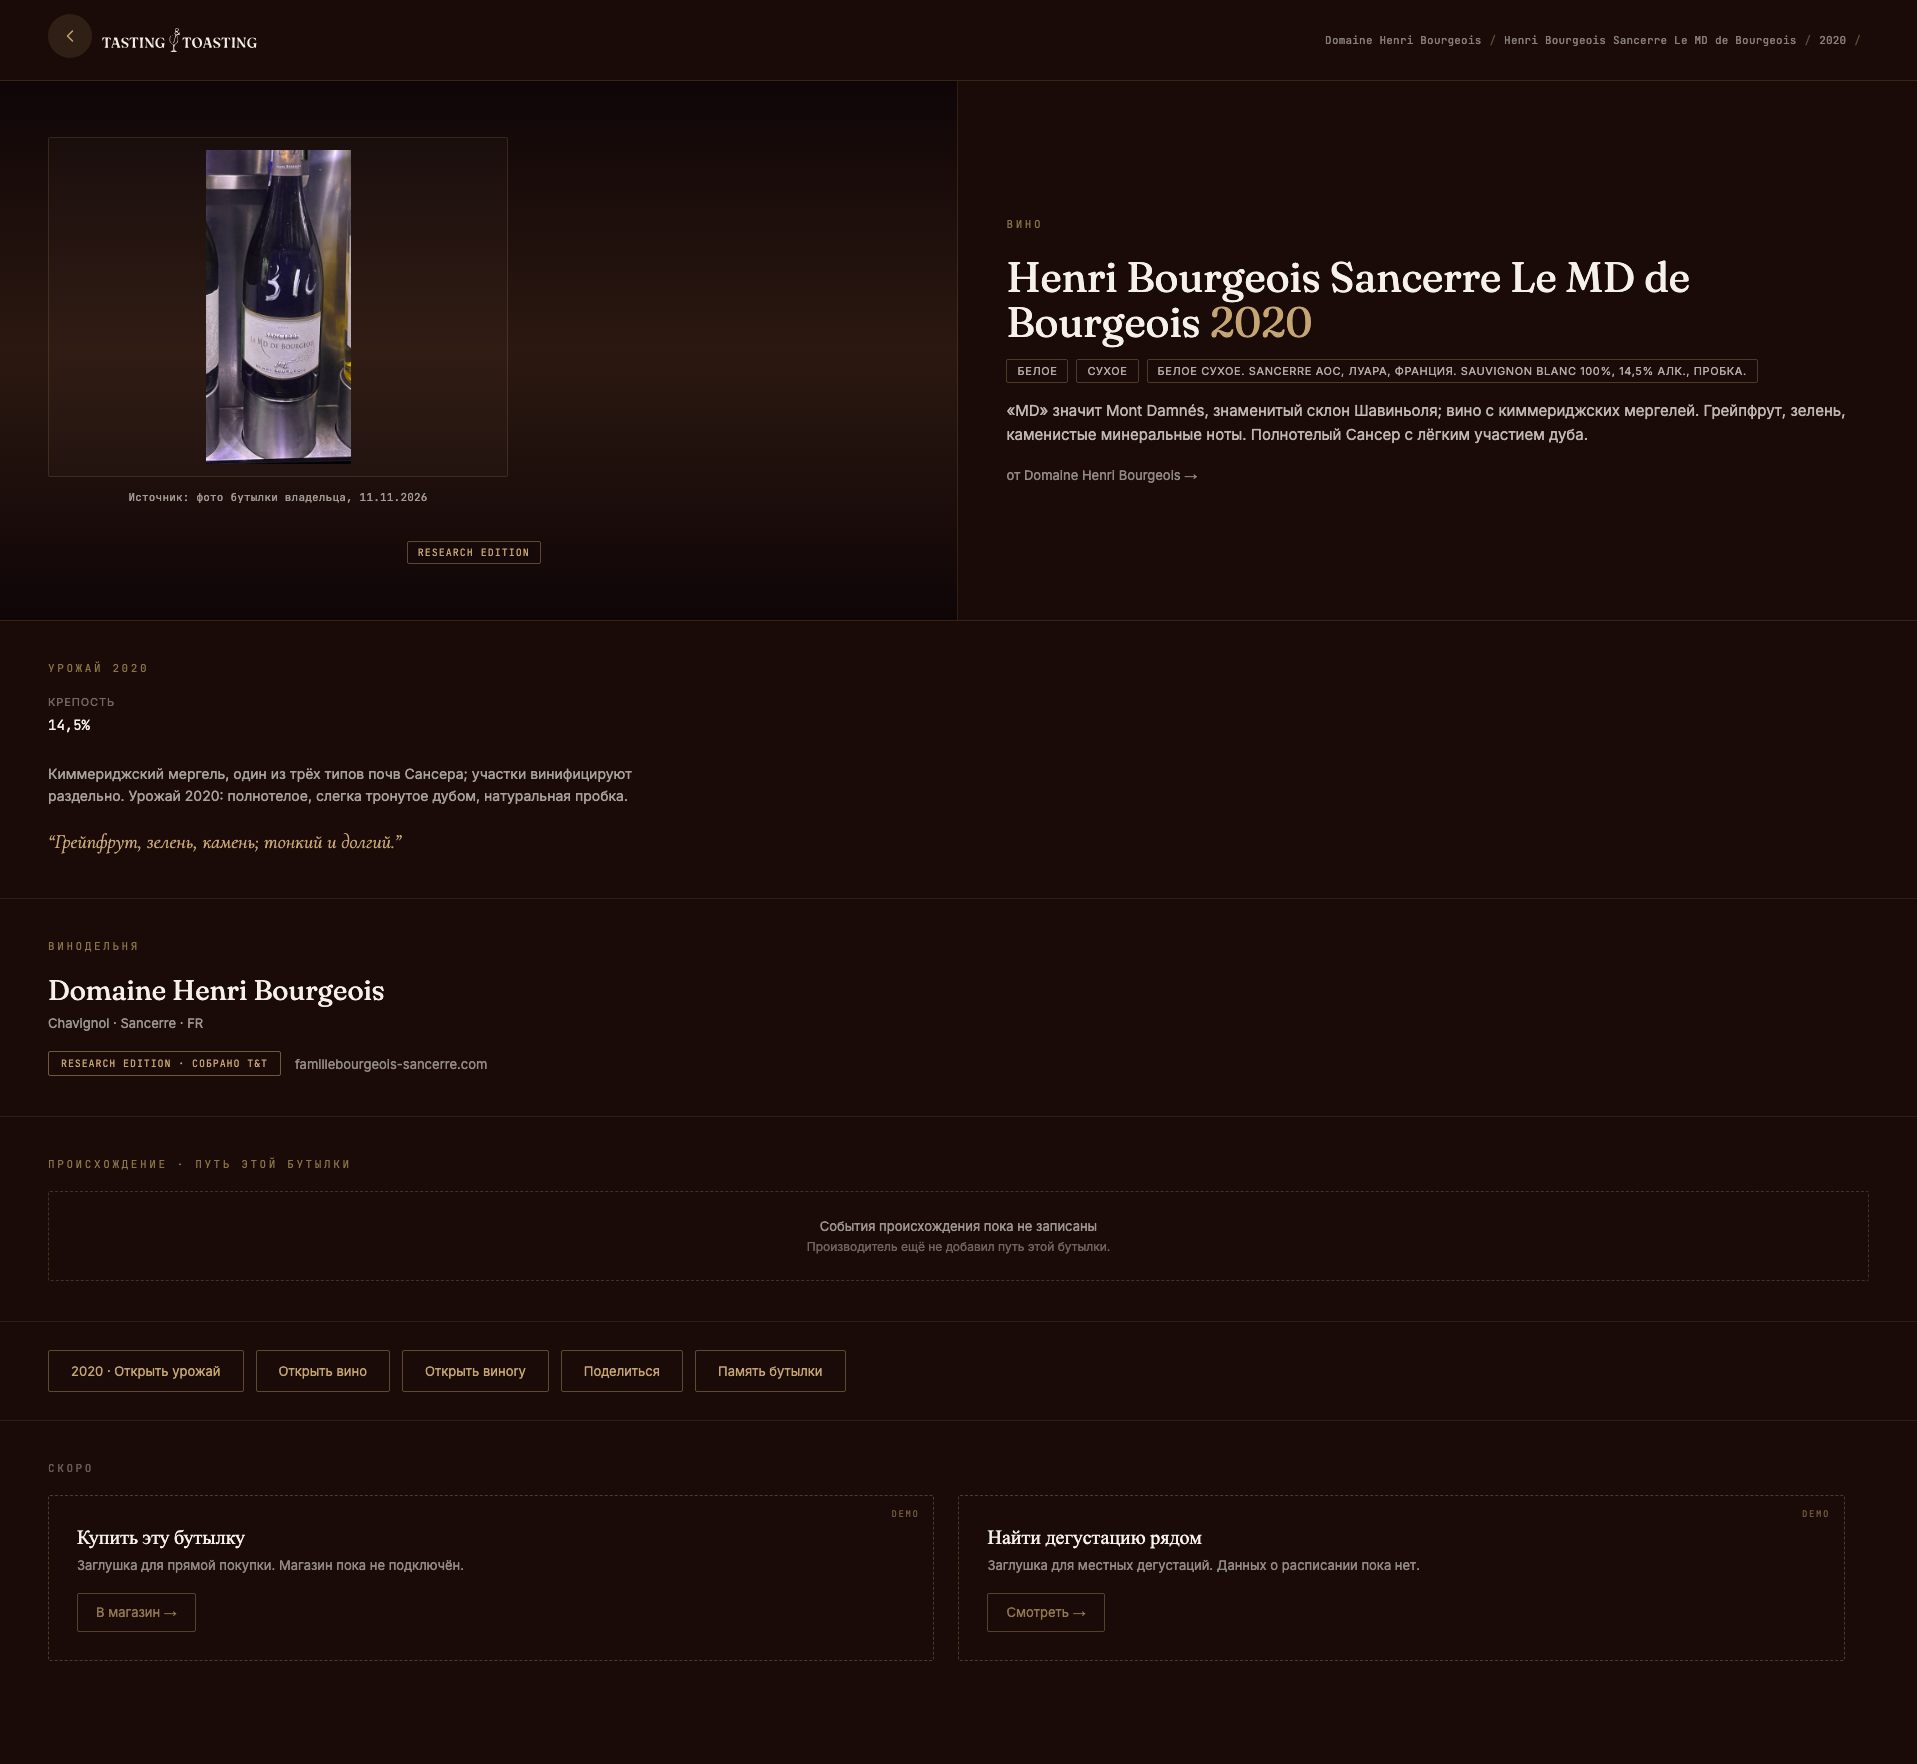 TASTING TOASTING
Domaine Henri Bourgeois / Henri Bourgeois Sancerre Le MD de Bourgeois / 2020 /
310
SANCERRE
LE MD DE BOURGEOIS
Источник: фото бутылки владельца, 11.11.2026
RESEARCH EDITION
ВИНО
Henri Bourgeois Sancerre Le MD de
Bourgeois 2020
БЕЛОЕ
СУХОЕ
БЕЛОЕ СУХОЕ. SANCERRE AOC, ЛУАРА, ФРАНЦИЯ. SAUVIGNON BLANC 100%, 14,5% АЛК., ПРОБКА.
«MD» значит Mont Damnés, знаменитый склон Шавиньоля; вино с киммериджских мергелей. Грейпфрут, зелень,
каменистые минеральные ноты. Полнотелый Сансер с лёгким участием дуба.
от Domaine Henri Bourgeois →
УРОЖАЙ 2020
КРЕПОСТЬ
14,5%
Киммериджский мергель, один из трёх типов почв Сансера; участки винифицируют
раздельно. Урожай 2020: полнотелое, слегка тронутое дубом, натуральная пробка.
“Грейпфрут, зелень, камень; тонкий и долгий.”
ВИНОДЕЛЬНЯ
Domaine Henri Bourgeois
Chavignol · Sancerre · FR
RESEARCH EDITION · СОБРАНО T&T
famillebourgeois-sancerre.com
ПРОИСХОЖДЕНИЕ · ПУТЬ ЭТОЙ БУТЫЛКИ
События происхождения пока не записаны
Производитель ещё не добавил путь этой бутылки.
2020 · Открыть урожай
Открыть вино
Открыть виногу
Поделиться
Память бутылки
СКОРО
DEMO
Купить эту бутылку
Заглушка для прямой покупки. Магазин пока не подключён.
В магазин →
DEMO
Найти дегустацию рядом
Заглушка для местных дегустаций. Данных о расписании пока нет.
Смотреть →